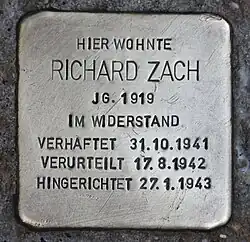 HIER WOHNTE
RICHARD ZACH
JG. 1919
IM WIDERSTAND
VERHAFTET 31.10.1941
VERURTEILT 17.8.1942
HINGERICHTET 27.1.1943